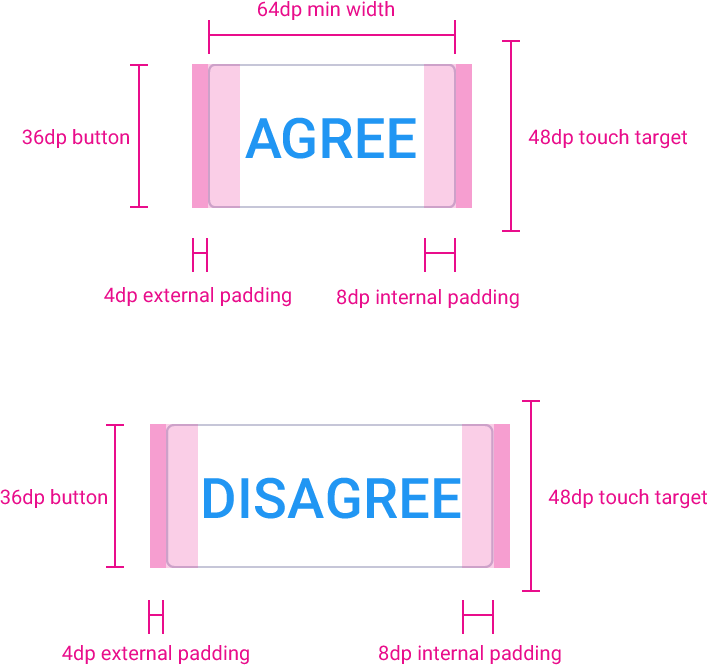 64dp min width
AGREE
36dp button
48dp touch target
4dp external padding
8dp internal padding
DISAGREE
36dp button
48dp touch target
4dp external padding
8dp internal padding